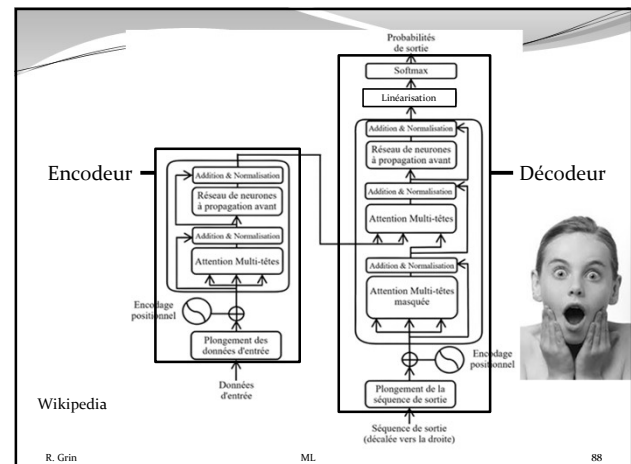 Probabilités
de sortie
Softmax
Linéarisation
Addition & Normalisation
Réseau de neurones
à propagation avant
Addition & Normalisation
Attention Multi-têtes
Addition & Normalisation
Attention Multi-têtes
masquée
Encodage
positionnel
Plongement de la
séquence de sortie
Séquence de sortie
(décalée vers la droite)
Décodeur
Encodeur
Addition & Normalisation
Réseau de neurones
à propagation avant
Addition & Normalisation
Attention Multi-têtes
Encodage
positionnel
Plongement des
données d'entrée
Données
d'entrée
Wikipedia
R. Grin
ML
88